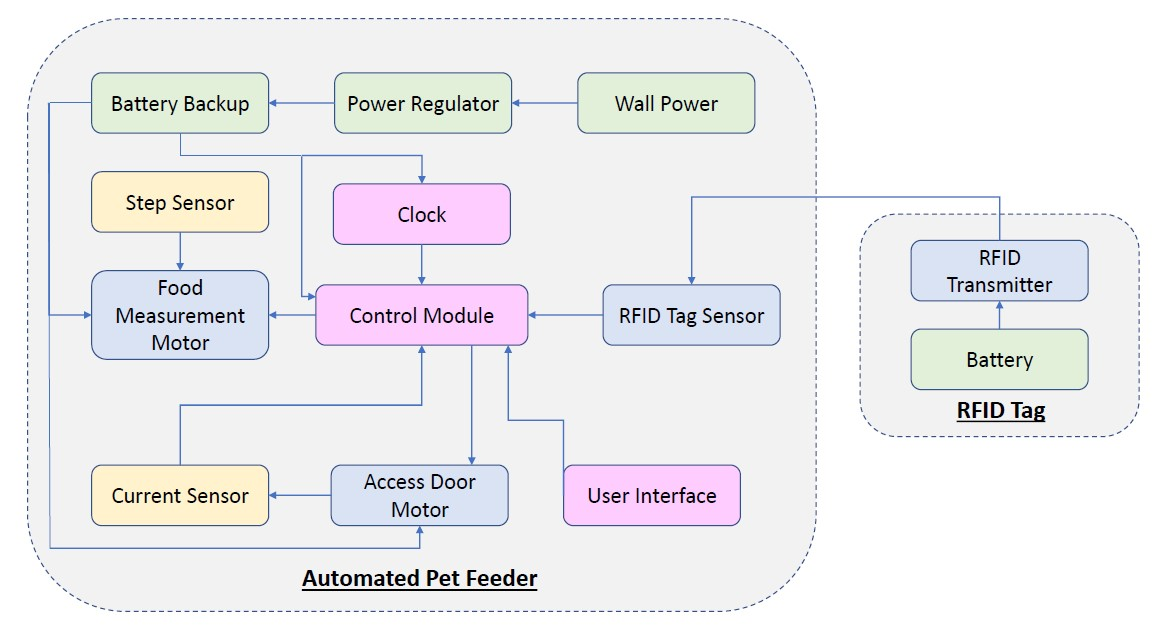 Battery Backup
Power Regulator
Wall Power
Step Sensor
Clock
Food
Measurement
Motor
Control Module
RFID Tag Sensor
RFID
Transmitter
Battery
RFID Tag
Current Sensor
Access Door
Motor
User Interface
Automated Pet Feeder